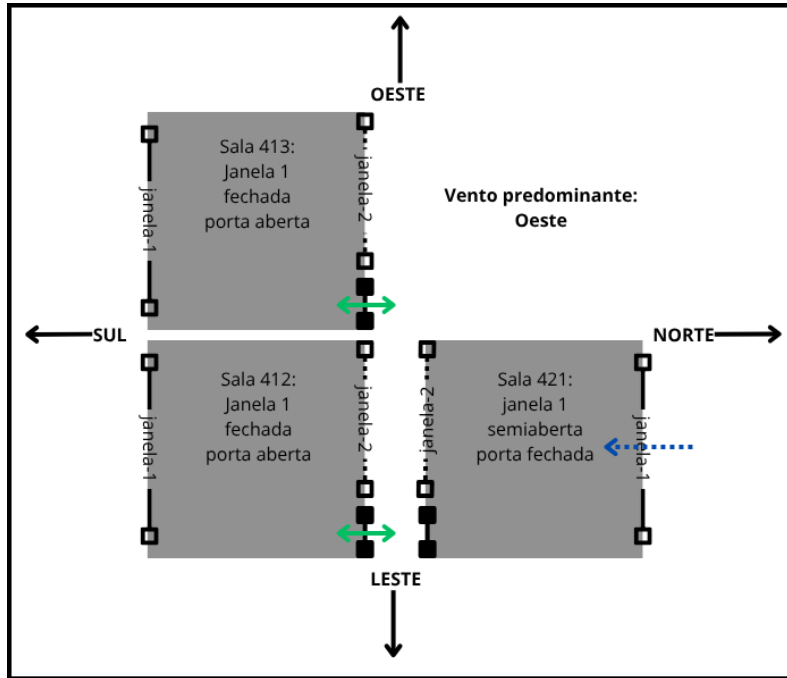 OESTE
Sala 413:
Janela 1
fechada
porta aberta
janela-1
janela-2
Vento predominante:
Oeste
SUL
NORTE
Sala 412:
Janela 1
fechada
porta aberta
janela-1
janela-2
janela-2
Sala 421:
janela 1
semiaberta
porta fechada
janela-1
LESTE